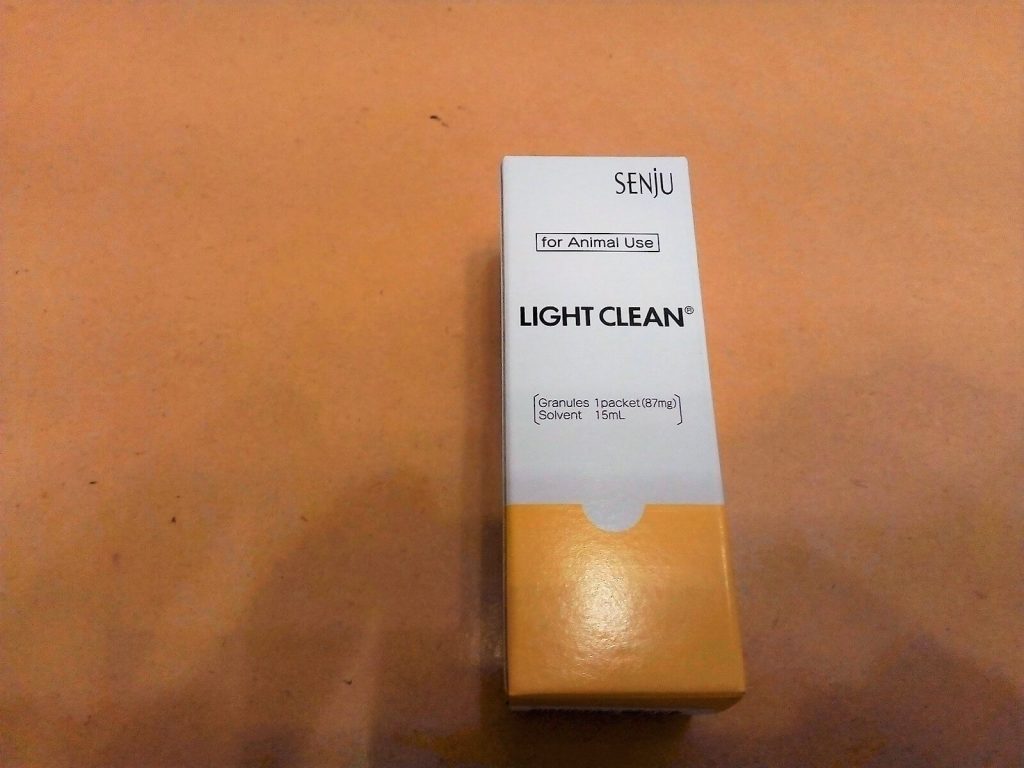 SENJU
for Animal Use
LIGHT CLEAN®
Granules 1packet(87mg)
Solvent 15mL